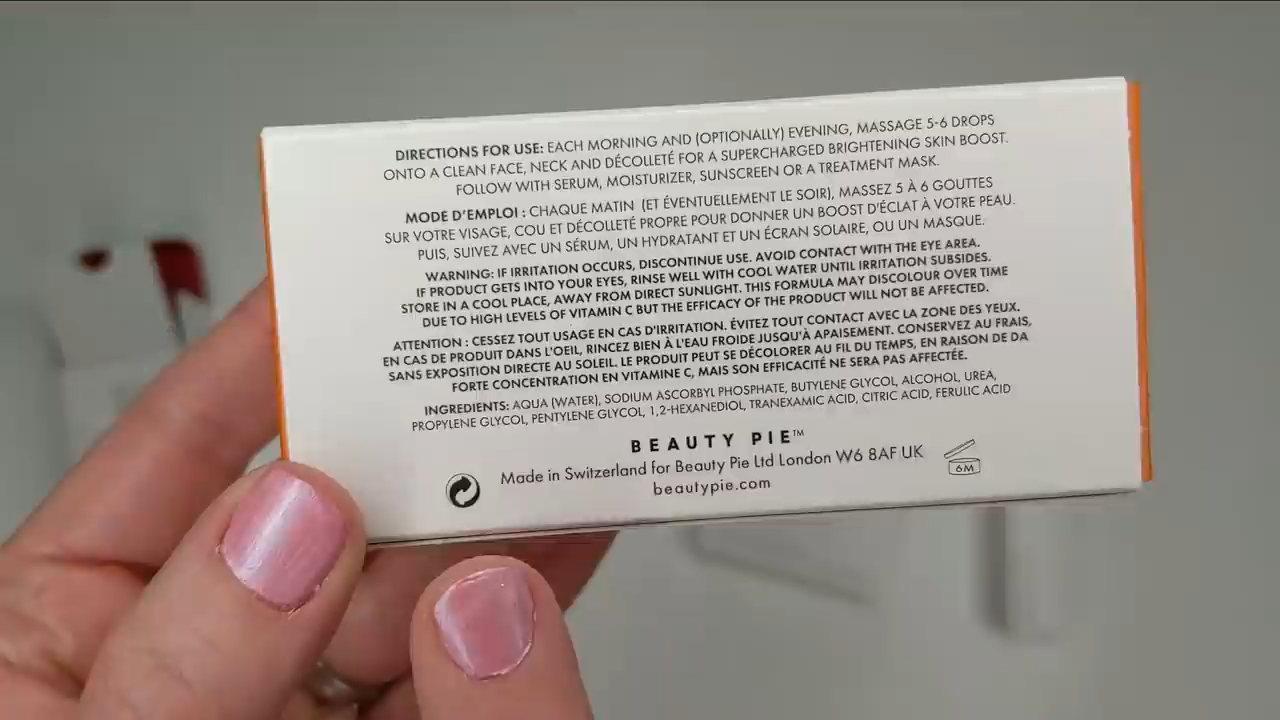 DIRECTIONS FOR USE: EACH MORNING AND (OPTIONALLY) EVENING, MASSAGE 5-6 DROPS
ONTO A CLEAN FACE, NECK AND DÉCOLLETÉ FOR A SUPERCHARGED BRIGHTENING SKIN BOOST.
FOLLOW WITH SERUM, MOISTURIZER, SUNSCREEN OR A TREATMENT MASK.
MODE D'EMPLOI : CHAQUE MATIN (ET ÉVENTUELLEMENT LE SOIR), MASSEZ 5 À 6 GOUTTES
SUR VOTRE VISAGE, COU ET DÉCOLLETÉ PROPRE POUR DONNER UN BOOST D'ÉCLAT À VOTRE PEAU.
PUIS, SUIVEZ AVEC UN SÉRUM, UN HYDRATANT ET UN ÉCRAN SOLAIRE, OU UN MASQUE.
WARNING: IF IRRITATION OCCURS, DISCONTINUE USE. AVOID CONTACT WITH THE EYE AREA.
IF PRODUCT GETS INTO YOUR EYES, RINSE WELL WITH COOL WATER UNTIL IRRITATION SUBSIDES.
STORE IN A COOL PLACE, AWAY FROM DIRECT SUNLIGHT. THIS FORMULA MAY DISCOLOUR OVER TIME
DUE TO HIGH LEVELS OF VITAMIN C BUT THE EFFICACY OF THE PRODUCT WILL NOT BE AFFECTED.
ATTENTION : CESSEZ TOUT USAGE EN CAS D'IRRITATION. ÉVITEZ TOUT CONTACT AVEC LA ZONE DES YEUX.
EN CAS DE PRODUIT DANS L'OEIL, RINCEZ BIEN À L'EAU FROIDE JUSQU'À APAISEMENT. CONSERVEZ AU FRAIS,
SANS EXPOSITION DIRECTE AU SOLEIL. LE PRODUIT PEUT SE DÉCOLORER AU FIL DU TEMPS, EN RAISON DE DA
FORTE CONCENTRATION EN VITAMINE C, MAIS SON EFFICACITÉ NE SERA PAS AFFECTÉE.
INGREDIENTS: AQUA (WATER), SODIUM ASCORBYL PHOSPHATE, BUTYLENE GLYCOL, ALCOHOL, UREA,
PROPYLENE GLYCOL, PENTYLENE GLYCOL, 1,2-HEXANEDIOL, TRANEXAMIC ACID, CITRIC ACID, FERULIC ACID
BEAUTY PIE™
Made in Switzerland for Beauty Pie Ltd London W6 8AF UK
beautypie.com
6M